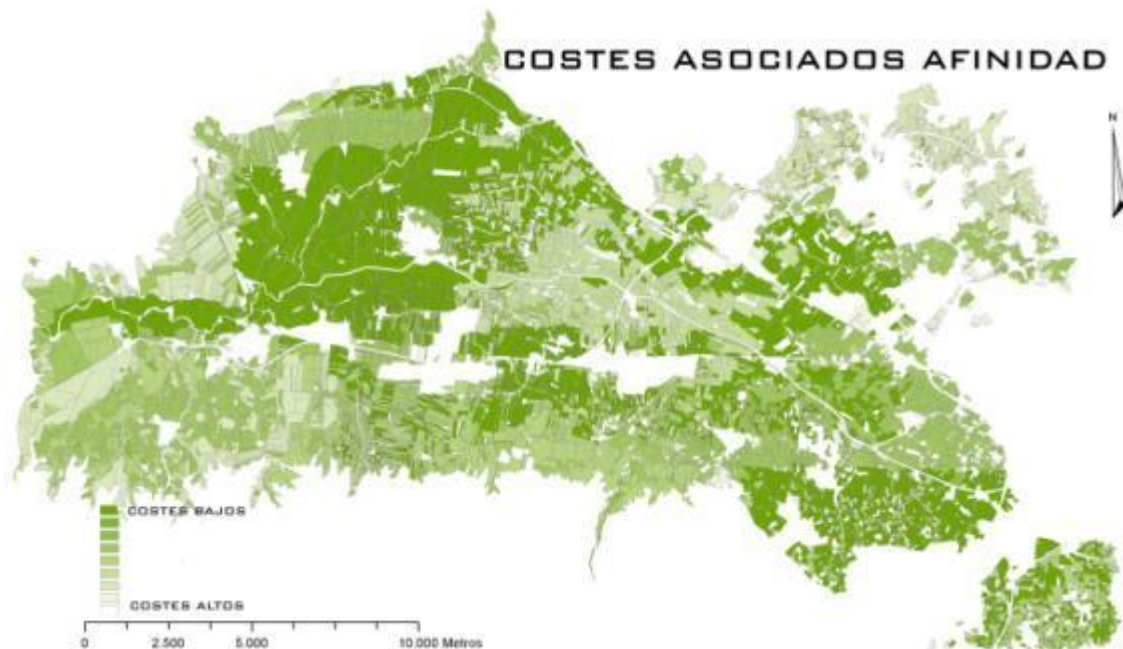 COSTES ASOCIADOS AFINIDAD
N
COSTES BAJOS
COSTES ALTOS
0 2.500 5.000 10.000 Metros